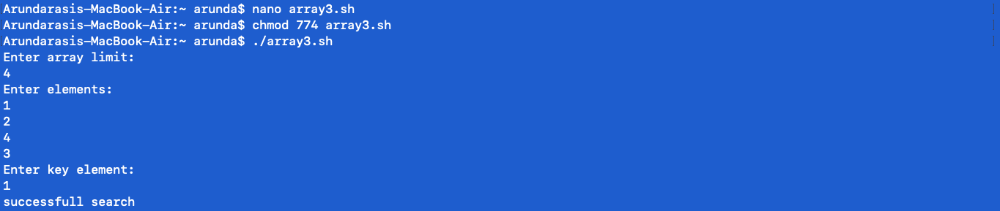 Arundarasis-MacBook-Air:~ arunda$ nano array3.sh
Arundarasis-MacBook-Air:~ arunda$ chmod 774 array3.sh
Arundarasis-MacBook-Air:~ arunda$ ./array3.sh
Enter array limit:
4
Enter elements:
1
2
4
3
Enter key element:
1
successfull search